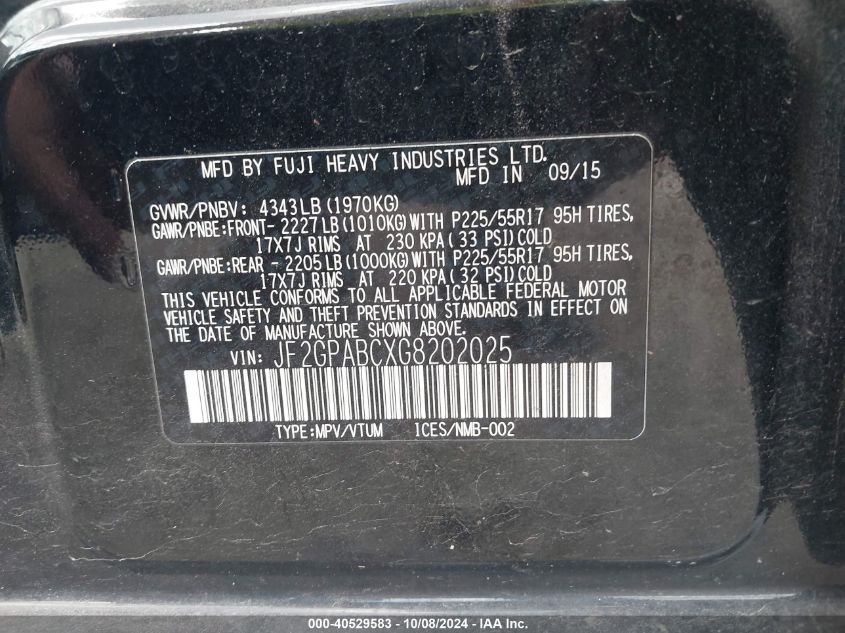 MFD BY FUJI HEAVY INDUSTRIES LTD.
MFD IN 09/15
GVWR/PNBV: 4343LB(1970KG)
GAWR/PNBE:FRONT- 2227LB(1010KG)WITH P225/55R17 95H TIRES,
17X7J RIMS AT 230 KPA( 33 PSI)COLD
GAWR/PNBE:REAR - 2205LB(1000KG)WITH P225/55R17 95H TIRES,
17X7J RIMS AT 220 KPA( 32 PSI)COLD
THIS VEHICLE CONFORMS TO ALL APPLICABLE FEDERAL MOTOR
VEHICLE SAFETY AND THEFT PREVENTION STANDARDS IN EFFECT ON
THE DATE OF MANUFACTURE SHOWN ABOVE.
VIN: JF2GPABCXG8202025
TYPE:MPV/VTUM ICES/NMB-002
000-40529583 - 10/08/2024 - IAA Inc.